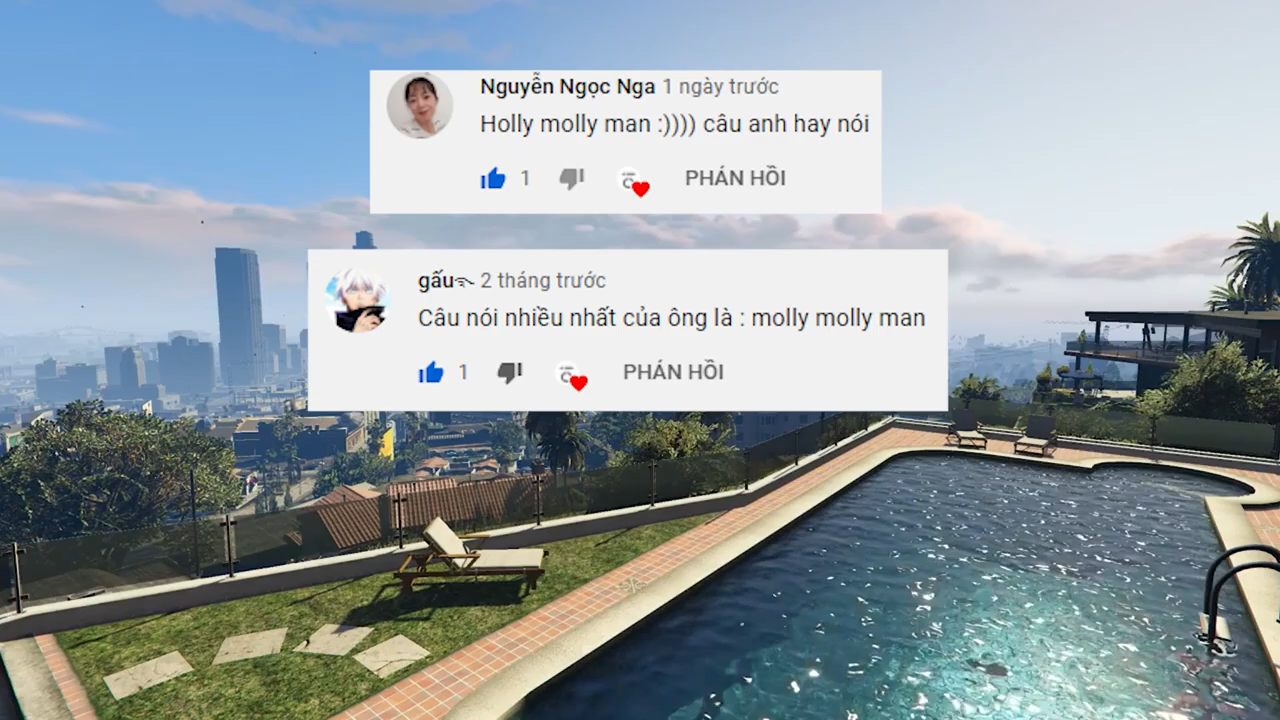 Nguyễn Ngọc Nga 1 ngày trước
Holly molly man :)))) câu anh hay nói
1 PHẢN HỒI
gấu 2 tháng trước
Câu nói nhiều nhất của ông là : molly molly man
1 PHẢN HỒI